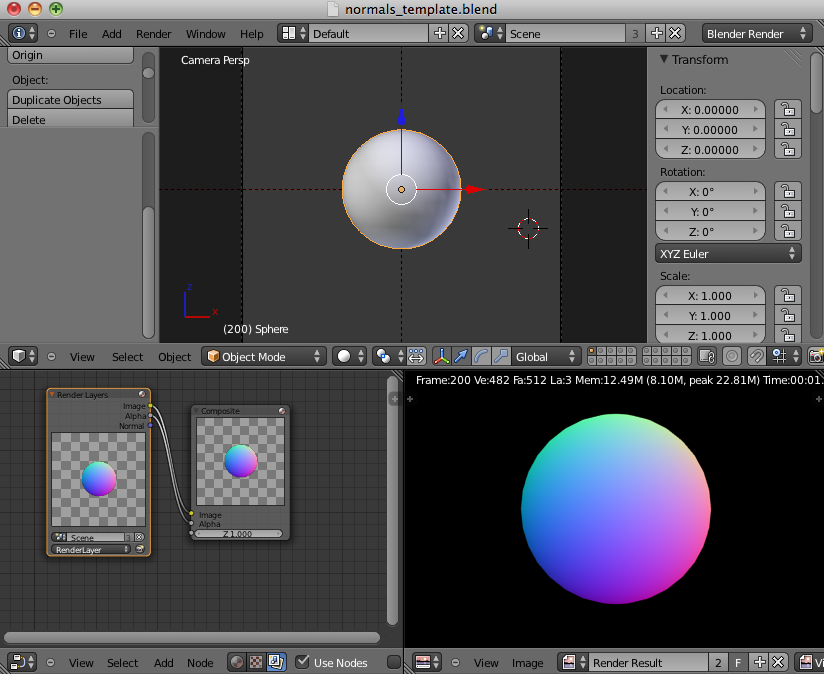 normals_template.blend
File Add Render Window Help Default Scene 3 Blender Render
Origin
Object:
Duplicate Objects
Delete
Camera Persp
z
x
(200) Sphere
Transform
Location:
X: 0.00000
Y: 0.00000
Z: 0.00000
Rotation:
X: 0°
Y: 0°
Z: 0°
XYZ Euler
Scale:
X: 1.000
Y: 1.000
Z: 1.000
View Select Object Object Mode Global
Render Layers
Image
Alpha
Normal
Scene 3
RenderLayer
Composite
Image
Alpha
Z 1.000
Frame:200 Ve:482 Fa:512 La:3 Mem:12.49M (8.10M, peak 22.81M) Time:00:01.
View Select Add Node Use Nodes
View Image Render Result 2 F Vi